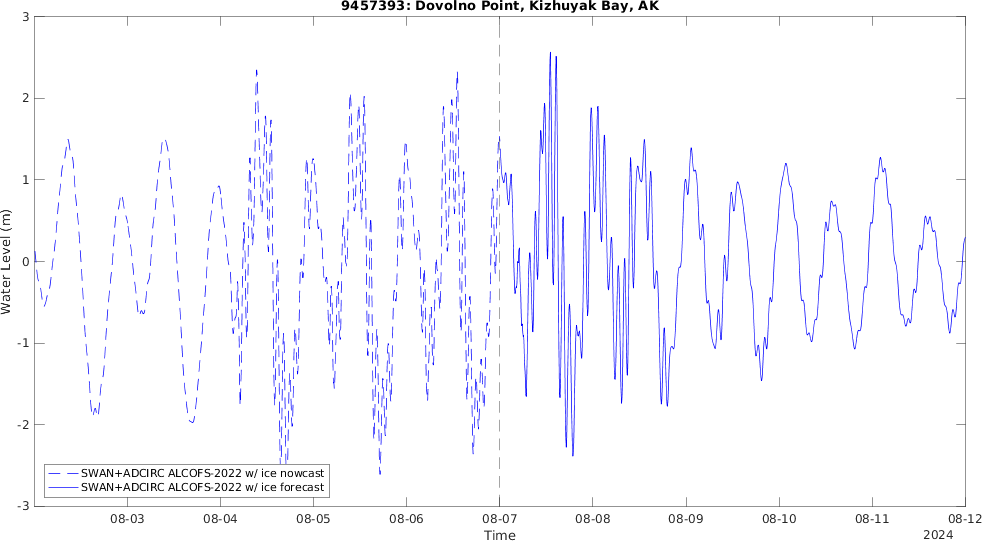 9457393: Dovolno Point, Kizhuyak Bay, AK
3
2
1
0
-1
-2
-3
Water Level (m)
SWAN+ADCIRC ALCOFS-2022 w/ ice nowcast
SWAN+ADCIRC ALCOFS-2022 w/ ice forecast
08-03 08-04 08-05 08-06 08-07 08-08 08-09 08-10 08-11 08-12
Time
2024